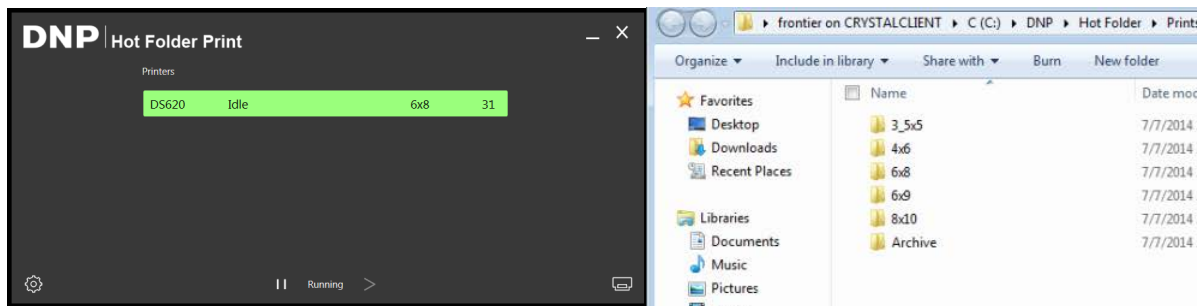 DNP Hot Folder Print
Printers
DS620 Idle 6x8 31
Running
frontier on CRYSTALCLIENT C (C:) DNP Hot Folder Prints
Organize Include in library Share with Burn New folder
Favorites
Desktop
Downloads
Recent Places
Libraries
Documents
Music
Pictures
Name Date mod
3_5x5 7/7/2014
4x6 7/7/2014
6x8 7/7/2014
6x9 7/7/2014
8x10 7/7/2014
Archive 7/7/2014